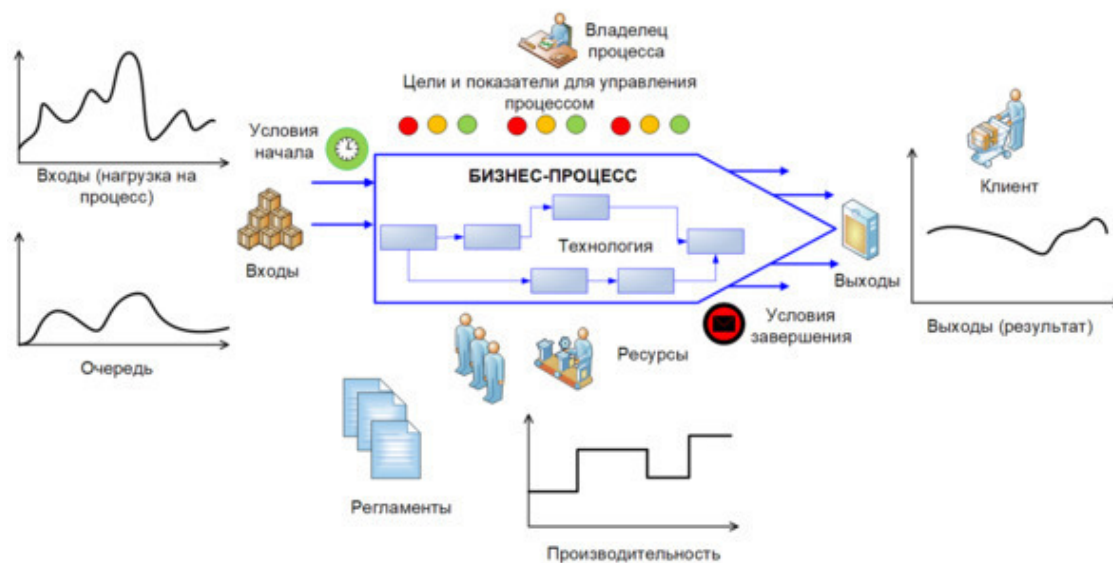 Владелец
процесса
Цели и показатели для управления
процессом
Условия
начала
Входы (нагрузка на
процесс)
БИЗНЕС-ПРОЦЕСС
Клиент
Технология
Входы
Выходы
Условия
завершения
Выходы (результат)
Очередь
Ресурсы
Регламенты
Производительность